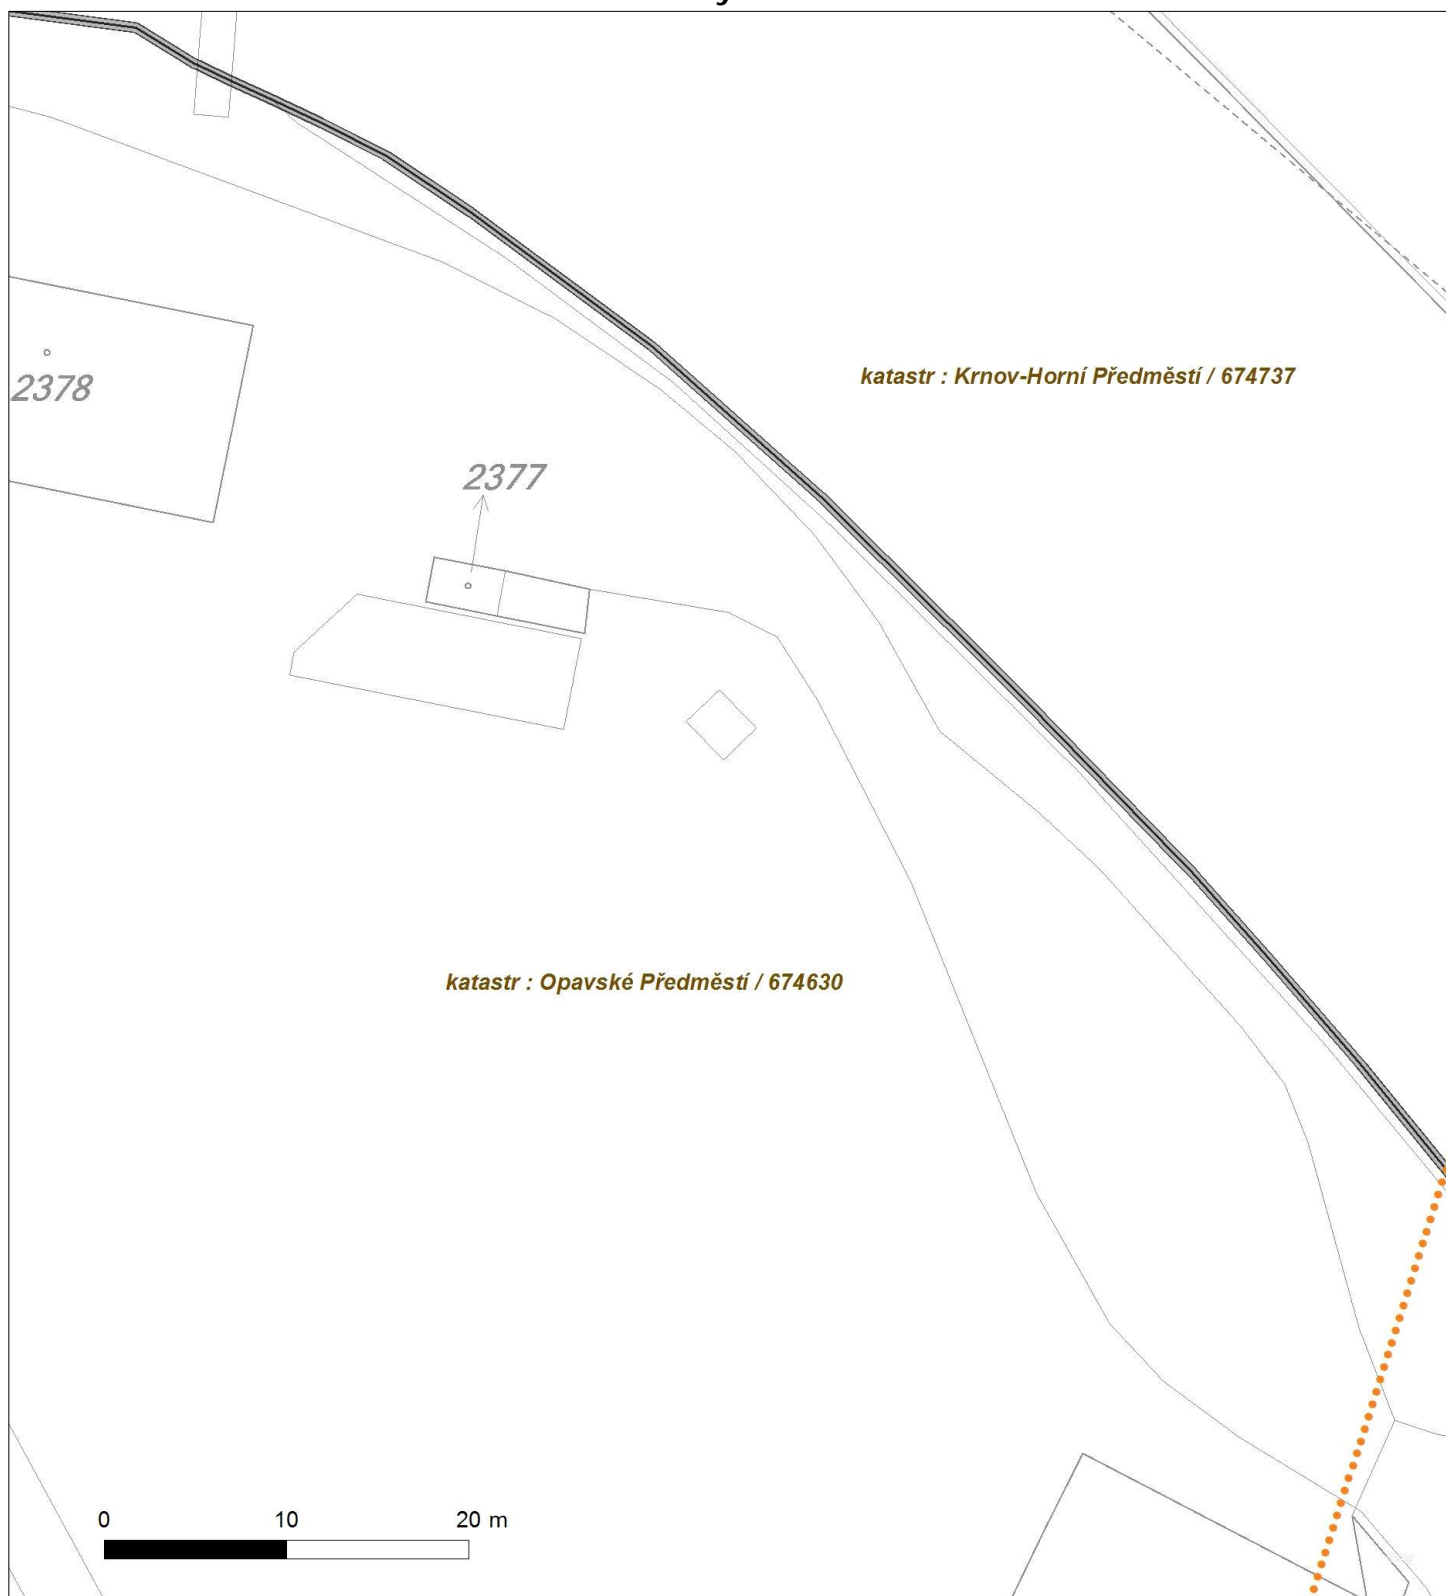 katastr : Krnov-Horní Předměstí / 674737
2378
2377
katastr : Opavské Předměstí / 674630
0 10 20 m